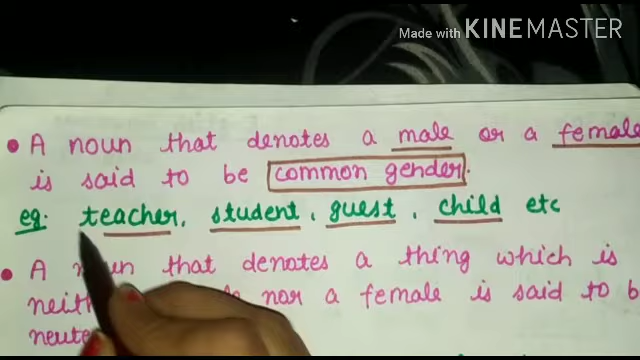 Made with KINEMASTER
• A noun that denotes a male or a female
is said to be common gender.
eg. teacher, student, guest, child etc
• A noun that denotes a thing which is
nor a female is said to b